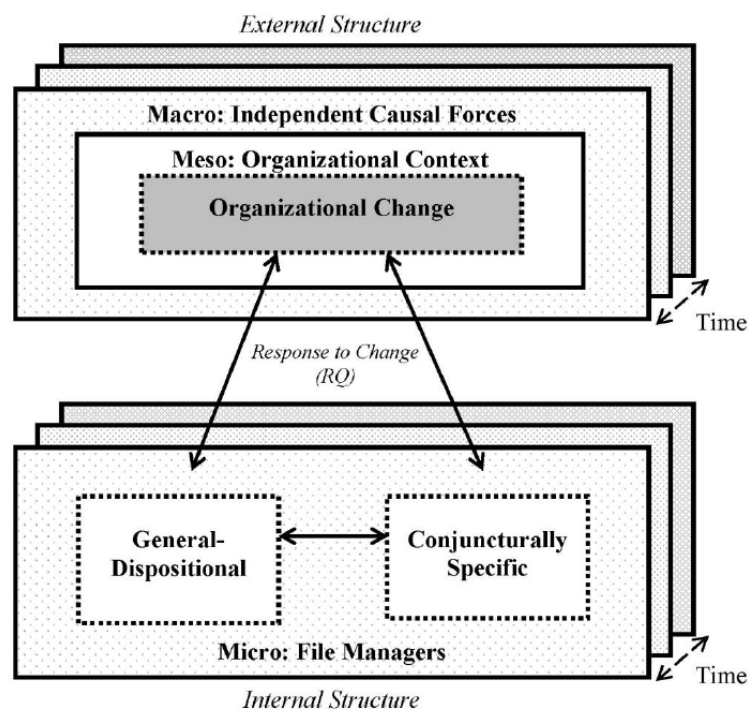 External Structure
Macro: Independent Causal Forces
Meso: Organizational Context
Organizational Change
Time
Response to Change
(RQ)
General-
Dispositional
Conjuncturally
Specific
Micro: File Managers
Time
Internal Structure